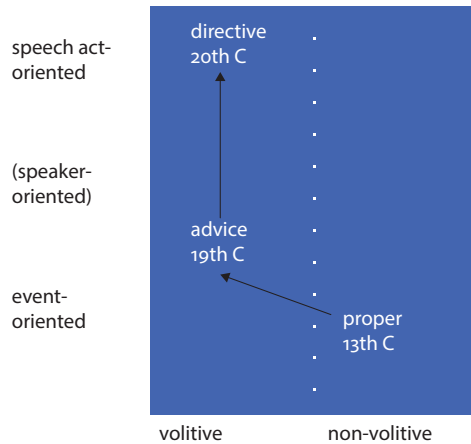 speech act-
oriented
directive
20th C
(speaker-
oriented)
advice
19th C
event-
oriented
proper
13th C
volitive
non-volitive